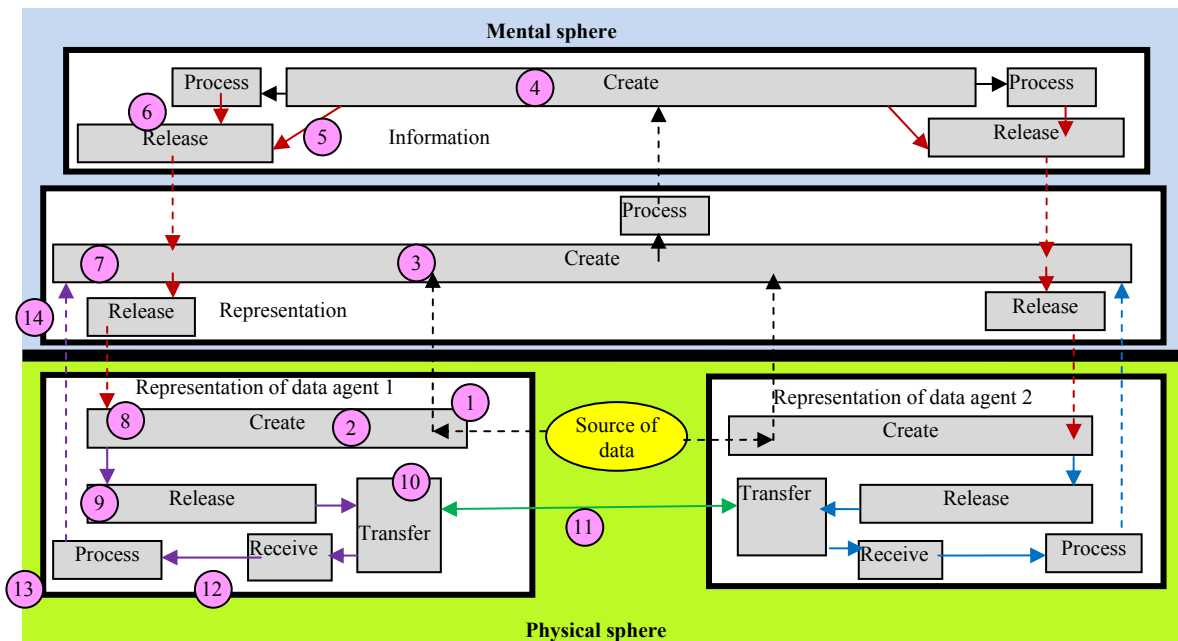 Mental sphere
Process
4
Create
Process
6
Release
5
Information
Release
Process
7
3
Create
14
Release
Representation
Release
Representation of data agent 1
1
8
Create
2
Source of
data
Representation of data agent 2
Create
9
Release
10
Transfer
11
Transfer
Release
Process
Receive
Receive
Process
13
12
Physical sphere